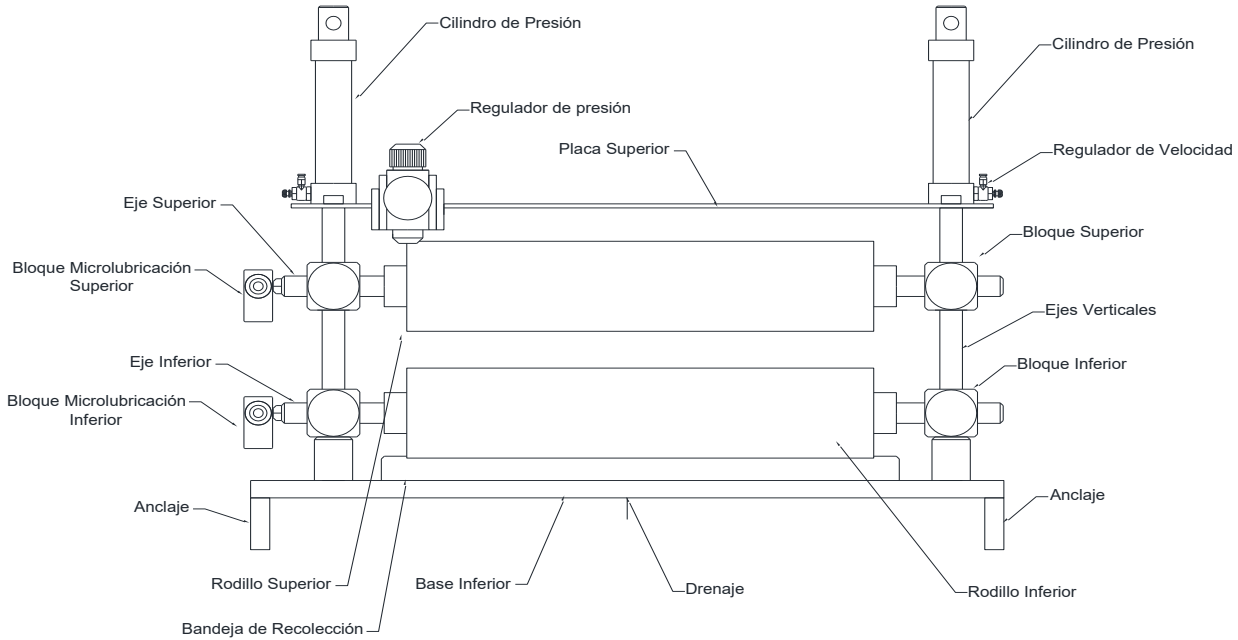 Cilindro de Presión
Cilindro de Presión
Regulador de presión
Placa Superior
Regulador de Velocidad
Eje Superior
Bloque Superior
Bloque Microlubricación
Superior
Ejes Verticales
Eje Inferior
Bloque Inferior
Bloque Microlubricación
Inferior
Anclaje
Anclaje
Rodillo Superior
Base Inferior
Drenaje
Rodillo Inferior
Bandeja de Recolección